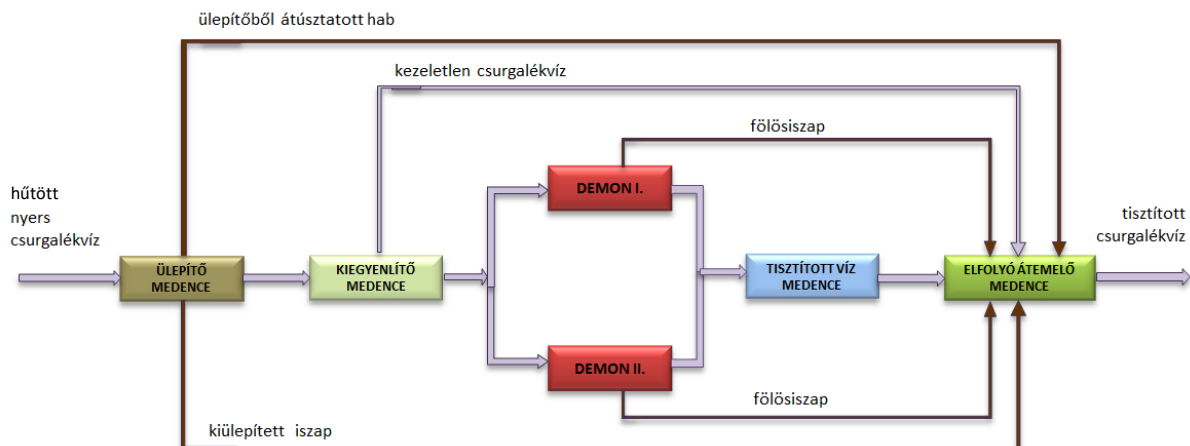 ülepítőből átúsztatott hab
kezeletlen csurgalékvíz
fölösiszap
hűtött
nyers
csurgalékvíz
DEMON I.
tisztított
csurgalékvíz
ÜLEPÍTŐ
MEDENCE
KIEGYENLÍTŐ
MEDENCE
TISZTÍTOTT VÍZ
MEDENCE
ELFOLYÓ ÁTEMELŐ
MEDENCE
DEMON II.
fölösiszap
kiülepített iszap